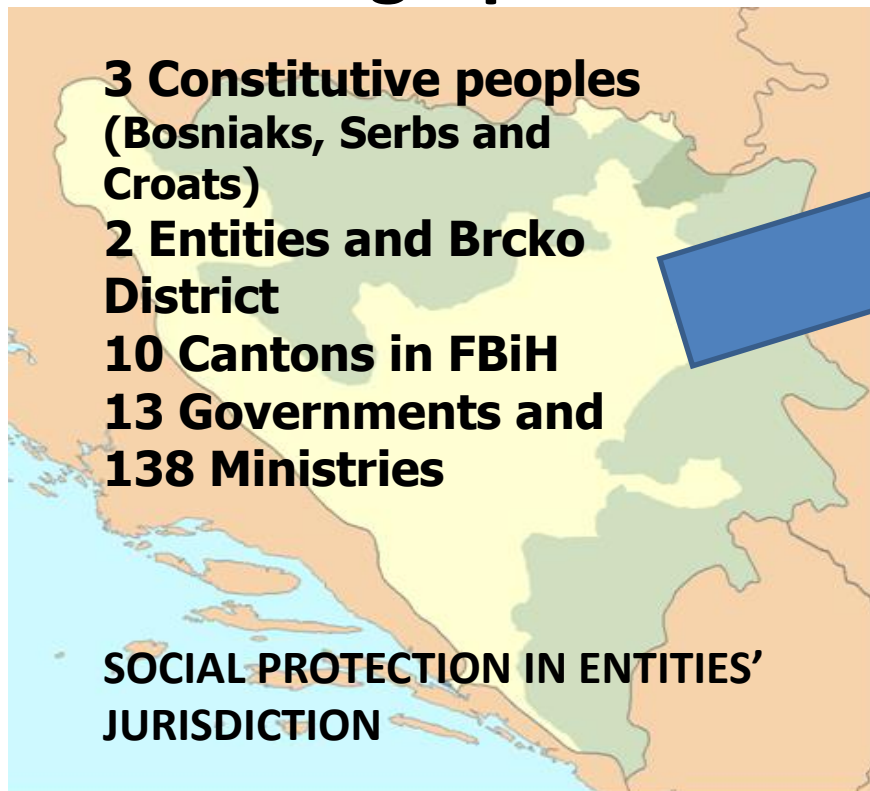 3 Constitutive peoples
(Bosniaks, Serbs and
Croats)
2 Entities and Brcko
District
10 Cantons in FBiH
13 Governments and
138 Ministries
SOCIAL PROTECTION IN ENTITIES’
JURISDICTION